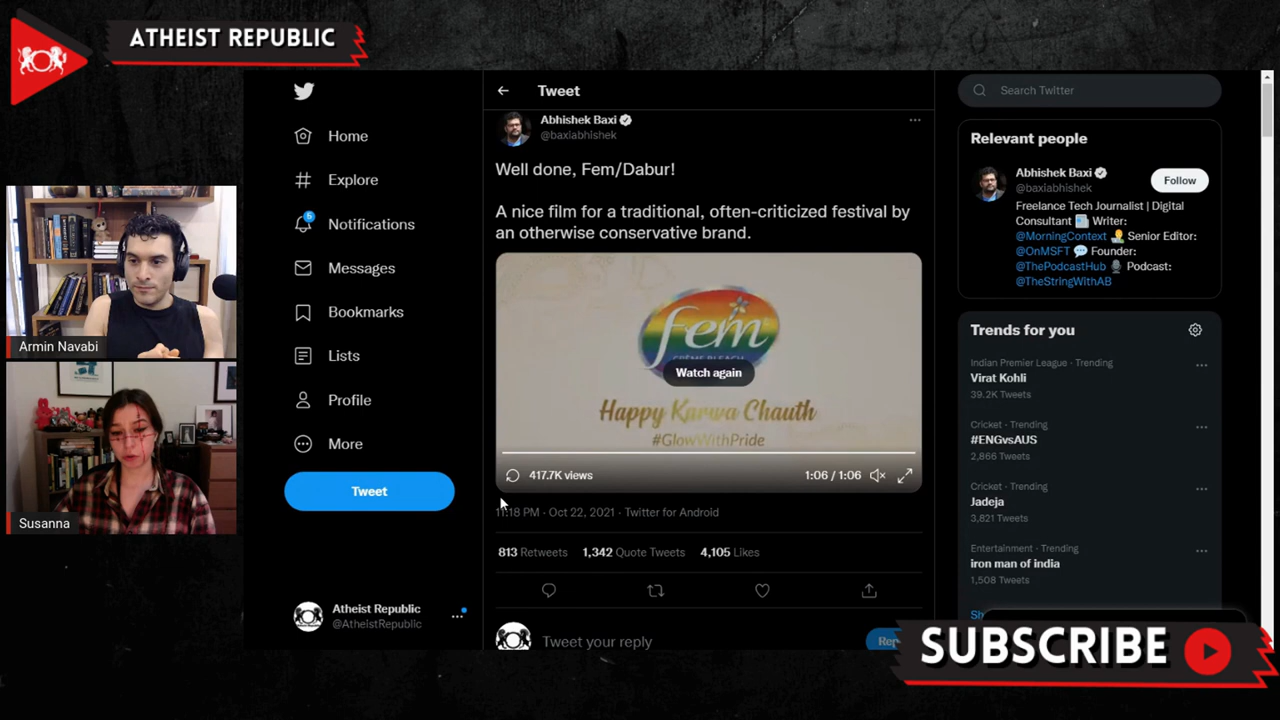 ATHEIST REPUBLIC
Armin Navabi
Susanna
Home
Explore
5
Notifications
Messages
Bookmarks
Lists
Profile
More
Tweet
Atheist Republic
@AtheistRepublic
Tweet
Abhishek Baxi
@baxiabhishek
Well done, Fem/Dabur!
A nice film for a traditional, often-criticized festival by
an otherwise conservative brand.
fem
CRÈME BLEACH
Watch again
Happy Karwa Chauth
#GlowWithPride
417.7K views
1:06 / 1:06
11:18 PM · Oct 22, 2021 · Twitter for Android
813 Retweets 1,342 Quote Tweets 4,105 Likes
Tweet your reply
Search Twitter
Relevant people
Abhishek Baxi
@baxiabhishek
Follow
Freelance Tech Journalist | Digital
Consultant Writer:
@MorningContext Senior Editor:
@OnMSFT Founder:
@ThePodcastHub Podcast:
@TheStringWithAB
Trends for you
Indian Premier League · Trending
Virat Kohli
39.2K Tweets
Cricket · Trending
#ENGvsAUS
2,866 Tweets
Cricket · Trending
Jadeja
3,821 Tweets
Entertainment · Trending
iron man of india
1,508 Tweets
SUBSCRIBE